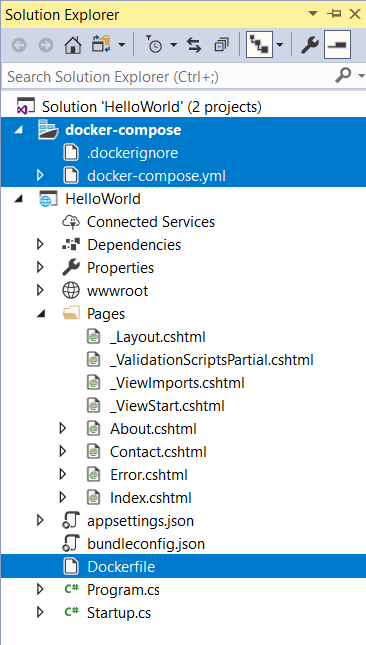 Solution Explorer
Search Solution Explorer (Ctrl+;)
Solution 'HelloWorld' (2 projects)
docker-compose
.dockerignore
docker-compose.yml
HelloWorld
Connected Services
Dependencies
Properties
wwwroot
Pages
_Layout.cshtml
_ValidationScriptsPartial.cshtml
_ViewImports.cshtml
_ViewStart.cshtml
About.cshtml
Contact.cshtml
Error.cshtml
Index.cshtml
appsettings.json
bundleconfig.json
Dockerfile
C# Program.cs
C# Startup.cs